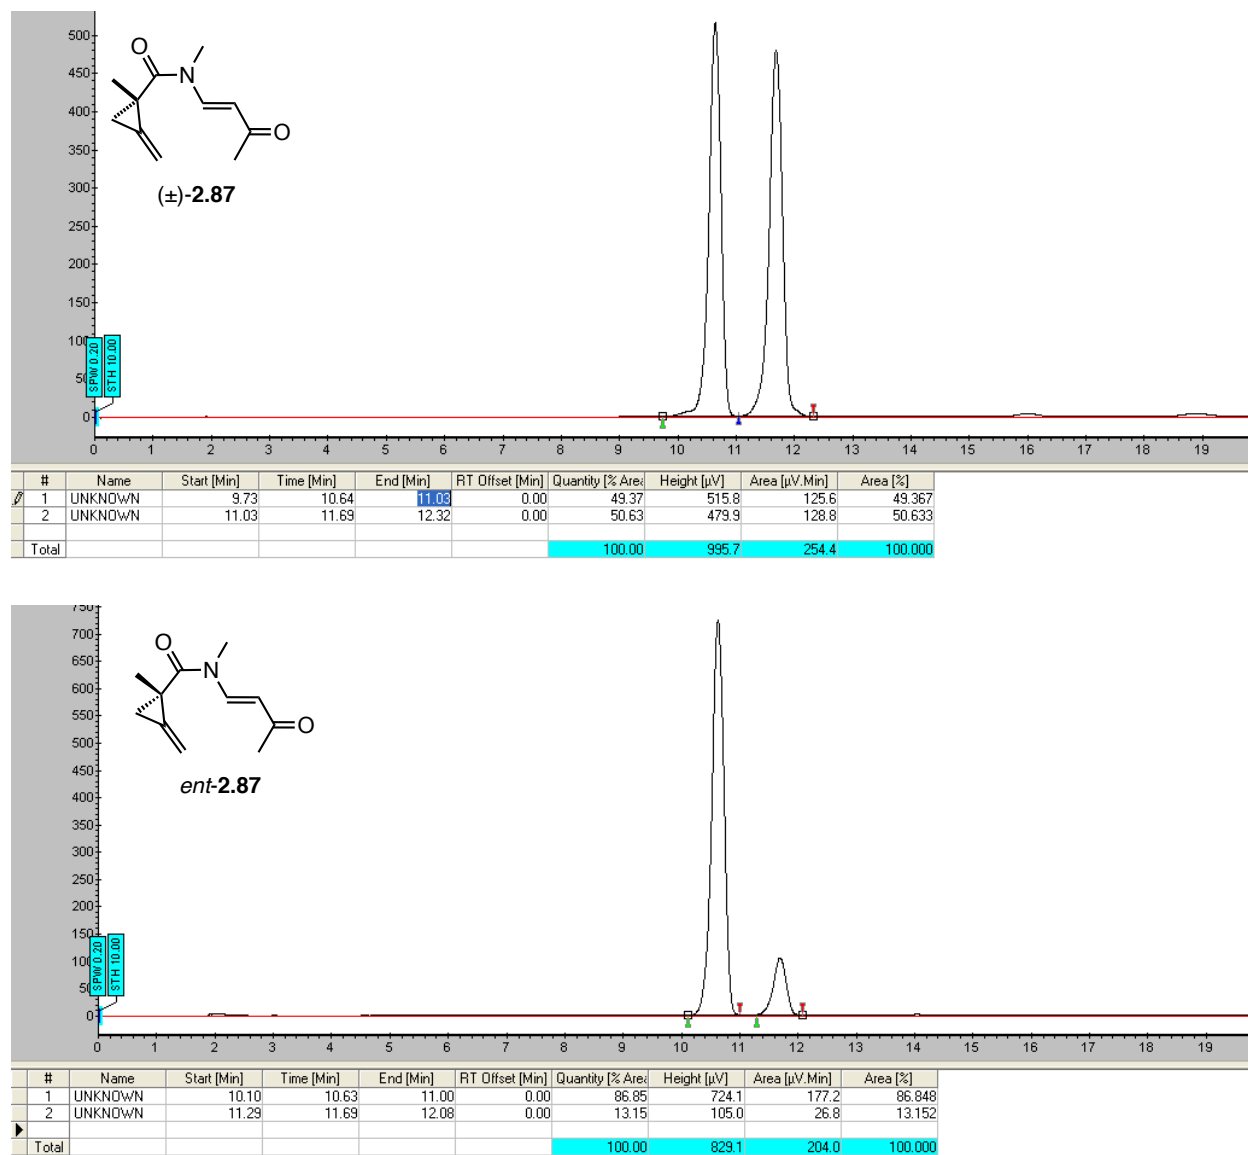 500
450
400
350
300
250
200
150
100
50
0
O
N
O
(±)-2.87
SPW 0.20
STH 10.00
0 1 2 3 4 5 6 7 8 9 10 11 12 13 14 15 16 17 18 19
# Name Start [Min] Time [Min] End [Min] RT Offset [Min] Quantity [% Area Height [µV] Area [µV.Min] Area [%]
1 UNKNOWN 9.73 10.64 11.03 0.00 49.37 515.8 125.6 49.367
2 UNKNOWN 11.03 11.69 12.32 0.00 50.63 479.9 128.8 50.633
Total 100.00 995.7 254.4 100.000
750
700
650
600
550
500
450
400
350
300
250
200
150
100
50
0
O
N
O
ent-2.87
SPW 0.20
STH 10.00
0 1 2 3 4 5 6 7 8 9 10 11 12 13 14 15 16 17 18 19
# Name Start [Min] Time [Min] End [Min] RT Offset [Min] Quantity [% Area Height [µV] Area [µV.Min] Area [%]
1 UNKNOWN 10.10 10.63 11.00 0.00 86.85 724.1 177.2 86.848
2 UNKNOWN 11.29 11.69 12.08 0.00 13.15 105.0 26.8 13.152
Total 100.00 829.1 204.0 100.000